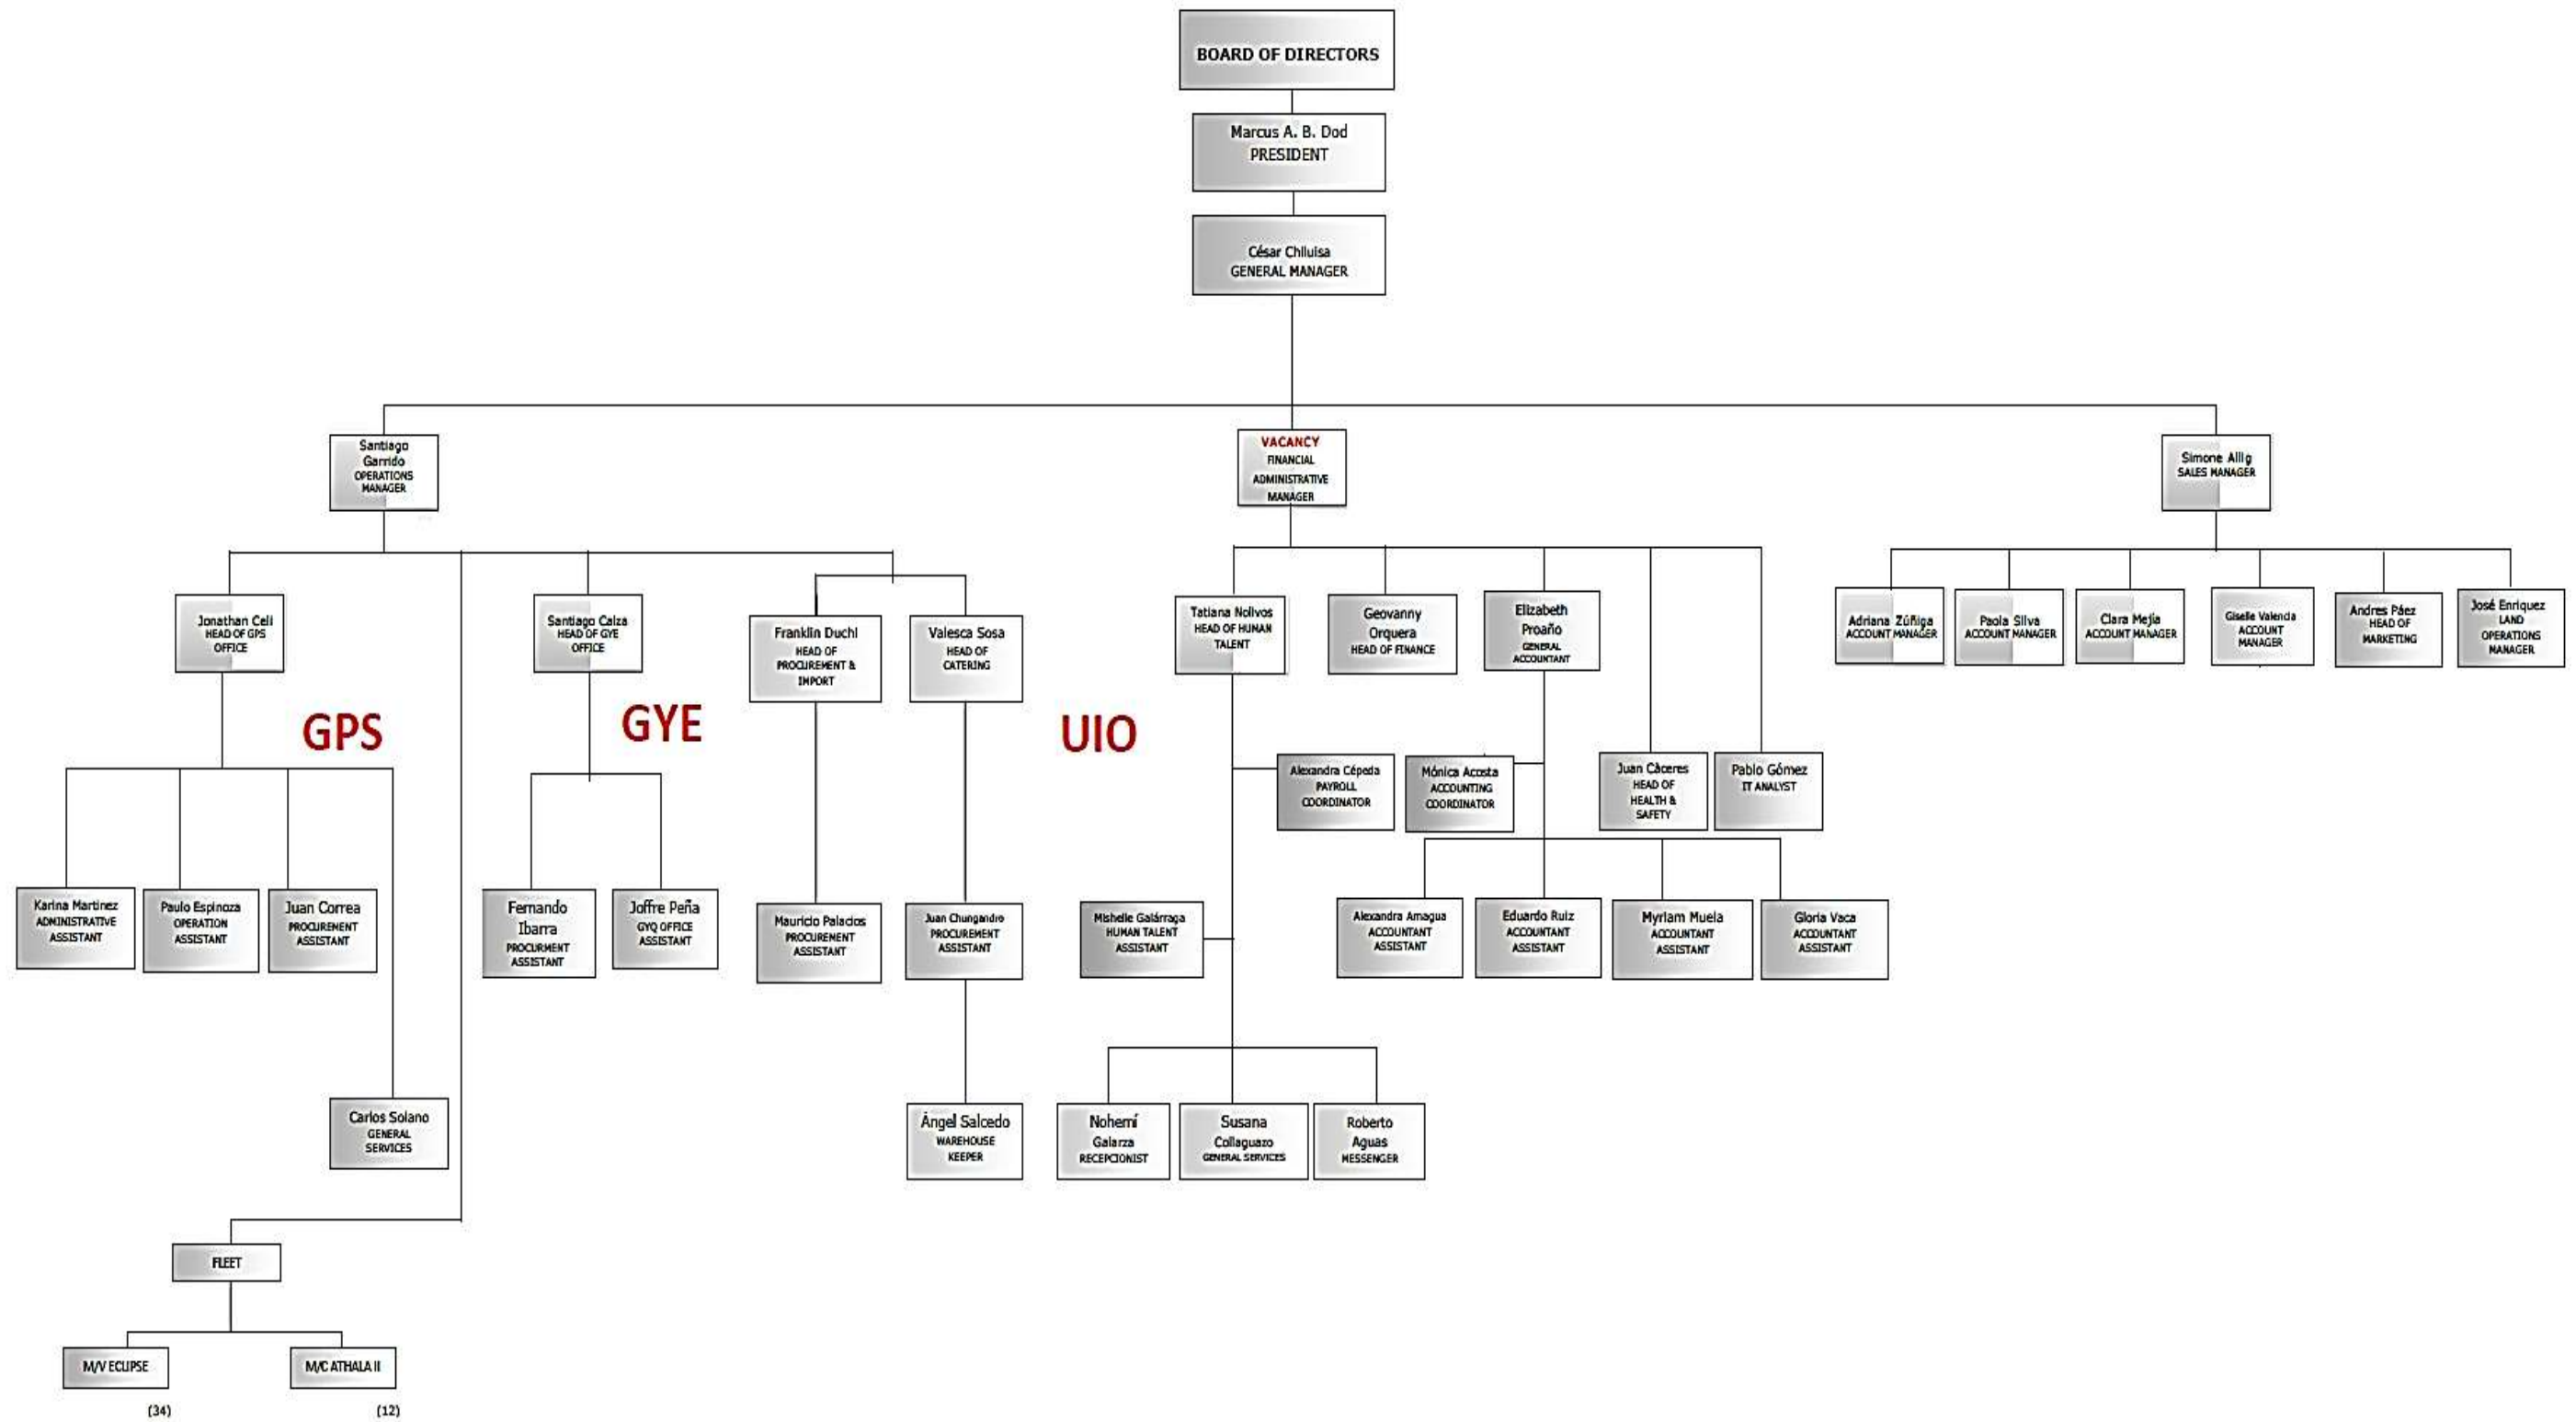 BOARD OF DIRECTORS
Marcus A. B. Dod
PRESIDENT
César Chiluisa
GENERAL MANAGER
Santiago
Garrido
OPERATIONS
MANAGER
VACANCY
FINANCIAL
ADMINISTRATIVE
MANAGER
Simone Allig
SALES MANAGER
Jonathan Celi
HEAD OF GPS
OFFICE
Santiago Calza
HEAD OF GYE
OFFICE
Franklin Duchi
HEAD OF
PROCUREMENT &
IMPORT
Valesca Sosa
HEAD OF
CATERING
Tatiana Nolivos
HEAD OF HUMAN
TALENT
Geovanny
Orquera
HEAD OF FINANCE
Elizabeth
Proaño
GENERAL
ACCOUNTANT
Adriana Zúñiga
ACCOUNT MANAGER
Paola Silva
ACCOUNT MANAGER
Clara Mejía
ACCOUNT MANAGER
Giselle Valencia
ACCOUNT
MANAGER
Andres Páez
HEAD OF
MARKETING
José Enriquez
LAND
OPERATIONS
MANAGER
GPS
GYE
UIO
Alexandra Cépeda
PAYROLL
COORDINATOR
Mónica Acosta
ACCOUNTING
COORDINATOR
Juan Càceres
HEAD OF
HEALTH &
SAFETY
Pablo Gómez
IT ANALYST
Karina Martinez
ADMINISTRATIVE
ASSISTANT
Paulo Espinoza
OPERATION
ASSISTANT
Juan Correa
PROCUREMENT
ASSISTANT
Fernando
Ibarra
PROCURMENT
ASSISTANT
Joffre Peña
GYQ OFFICE
ASSISTANT
Mauricio Palacios
PROCUREMENT
ASSISTANT
Juan Chungandro
PROCUREMENT
ASSISTANT
Mishelle Galárraga
HUMAN TALENT
ASSISTANT
Alexandra Amagua
ACCOUNTANT
ASSISTANT
Eduardo Ruiz
ACCOUNTANT
ASSISTANT
Myriam Muela
ACCOUNTANT
ASSISTANT
Gloria Vaca
ACCOUNTANT
ASSISTANT
Carlos Solano
GENERAL
SERVICES
Ángel Salcedo
WAREHOUSE
KEEPER
Nohemí
Galarza
RECEPCIONIST
Susana
Collaguazo
GENERAL SERVICES
Roberto
Aguas
MESSENGER
FLEET
M/V ECLIPSE
M/C ATHALA II
(34)
(12)